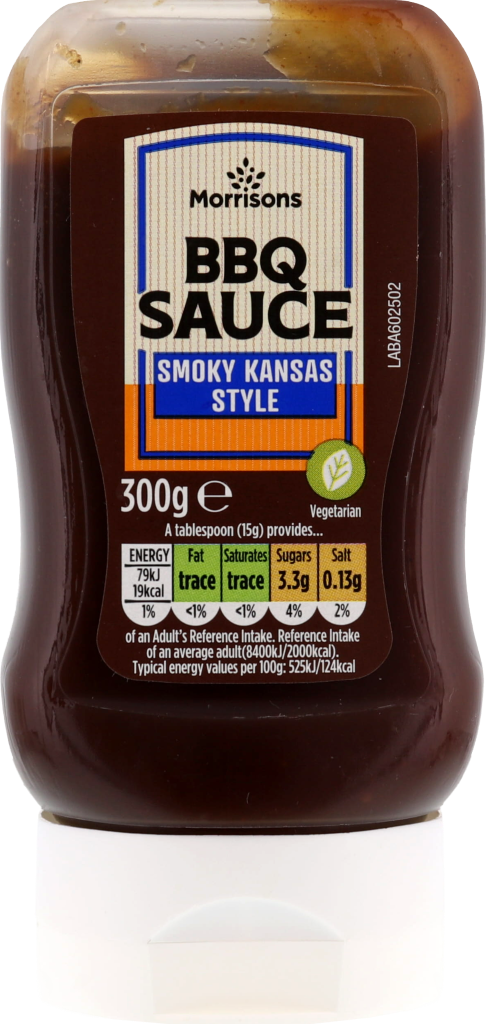 Morrisons
BBQ
SAUCE
SMOKY KANSAS
STYLE
LABA602502
300g ℮
Vegetarian
A tablespoon (15g) provides...
ENERGY Fat Saturates Sugars Salt
79kJ
19kcal trace trace 3.3g 0.13g
1% <1% <1% 4% 2%
of an Adult's Reference Intake. Reference Intake
of an average adult(8400kJ/2000kcal).
Typical energy values per 100g: 525kJ/124kcal